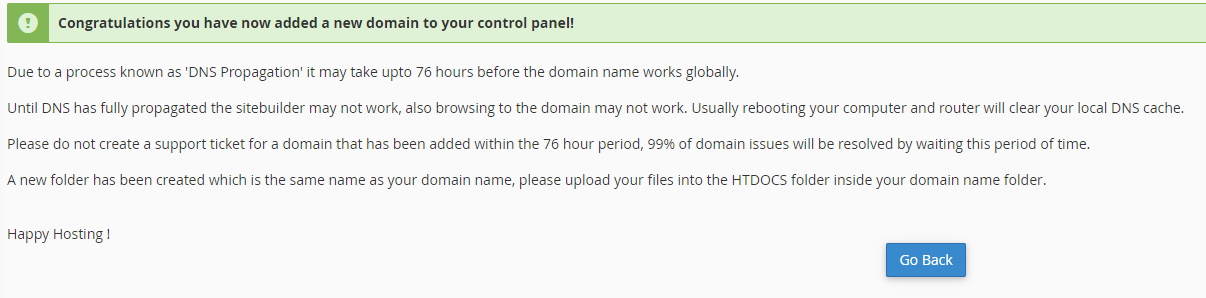 Congratulations you have now added a new domain to your control panel!
Due to a process known as 'DNS Propagation' it may take upto 76 hours before the domain name works globally.
Until DNS has fully propagated the sitebuilder may not work, also browsing to the domain may not work. Usually rebooting your computer and router will clear your local DNS cache.
Please do not create a support ticket for a domain that has been added within the 76 hour period, 99% of domain issues will be resolved by waiting this period of time.
A new folder has been created which is the same name as your domain name, please upload your files into the HTDOCS folder inside your domain name folder.
Happy Hosting !
Go Back